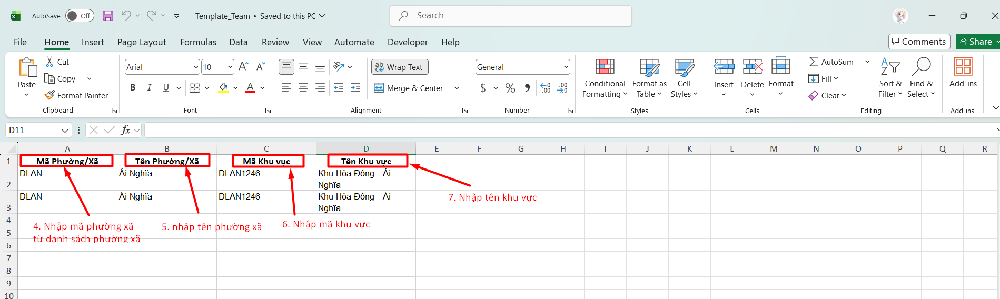 AutoSave Off Template_Team • Saved to this PC Search
File Home Insert Page Layout Formulas Data Review View Automate Developer Help Comments Share
Paste Cut Copy Format Painter Clipboard
Arial 10 B I U A Font
Wrap Text Merge & Center Alignment
General $ % Number
Conditional Formatting Format as Table Cell Styles Styles
Insert Delete Format Cells
AutoSum Fill Clear Sort & Filter Find & Select Editing
Add-ins Add-ins
D11 fx
A B C D E F G H I J K L M N O P Q R
1 Mã Phường/Xã Tên Phường/Xã Mã Khu vục Tên Khu vực
2 DLAN Ái Nghĩa DLAN1246 Khu Hòa Đông - Ái Nghĩa
3 DLAN Ái Nghĩa DLAN1246 Khu Hòa Đông - Ái Nghĩa
7. Nhập tên khu vực
4
5
6
7
8
9
10
4. Nhập mã phường xã
từ danh sách phường xã
5. nhập tên phường xã
6. Nhập mã khu vực